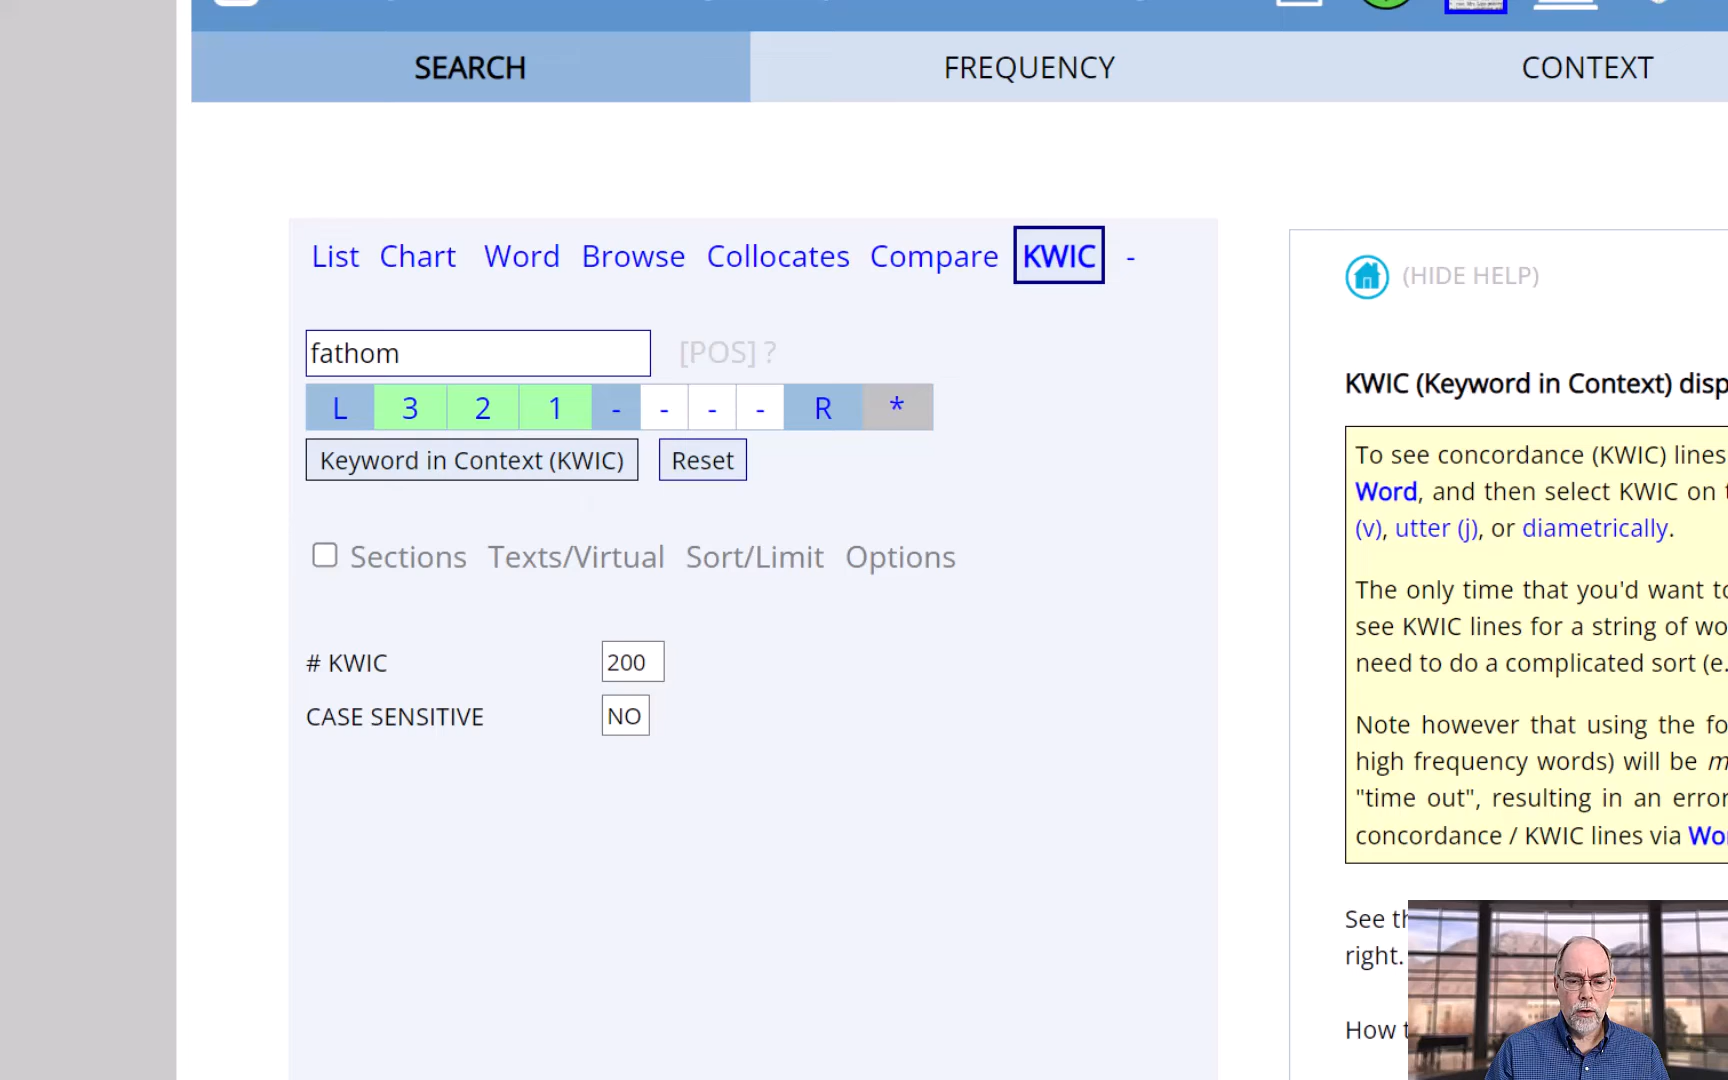 SEARCH FREQUENCY CONTEXT
List Chart Word Browse Collocates Compare KWIC -
(HIDE HELP)
fathom [POS] ?
L 3 2 1 - - - - R *
Keyword in Context (KWIC) Reset
Sections Texts/Virtual Sort/Limit Options
# KWIC 200
CASE SENSITIVE NO
KWIC (Keyword in Context) disp
To see concordance (KWIC) lines
Word, and then select KWIC on t
(v), utter (j), or diametrically.
The only time that you'd want to
see KWIC lines for a string of wo
need to do a complicated sort (e.
Note however that using the fo
high frequency words) will be m
"time out", resulting in an error
concordance / KWIC lines via Wor
See th
right.
How t